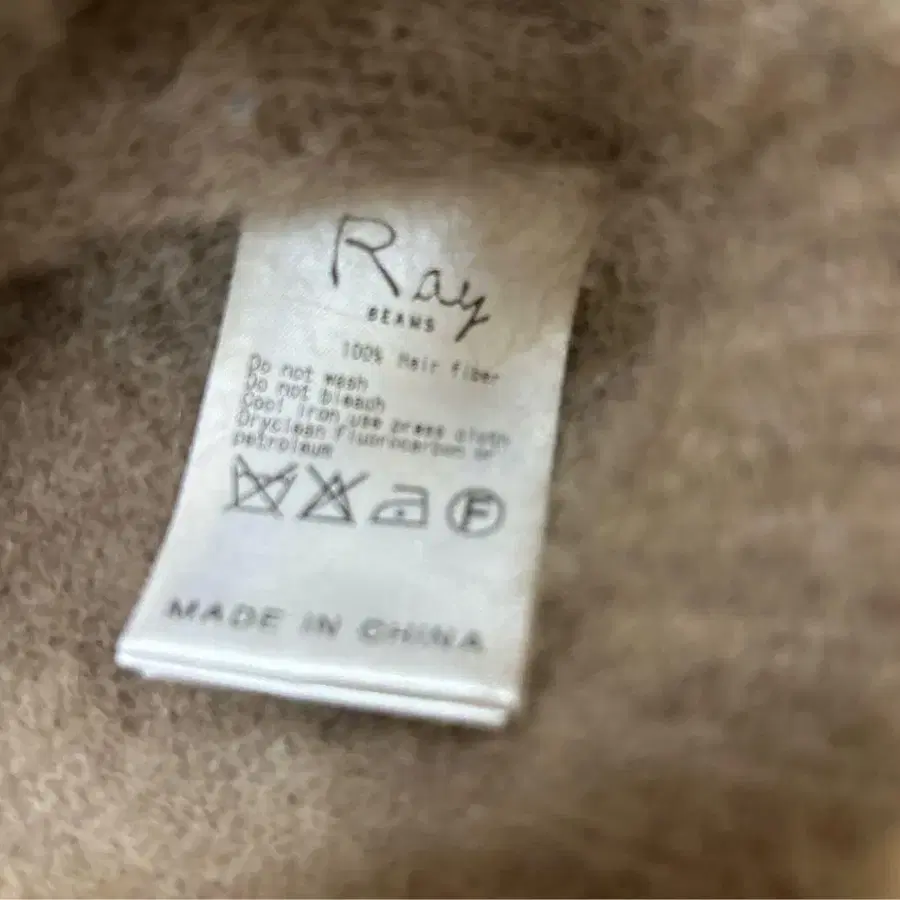 Ray
BEAMS
100% Hair fiber
Do not wash
Do not bleach
Cool iron use press cloth
Dryclean fluorocarbon or
petroleum
F
MADE IN CHINA